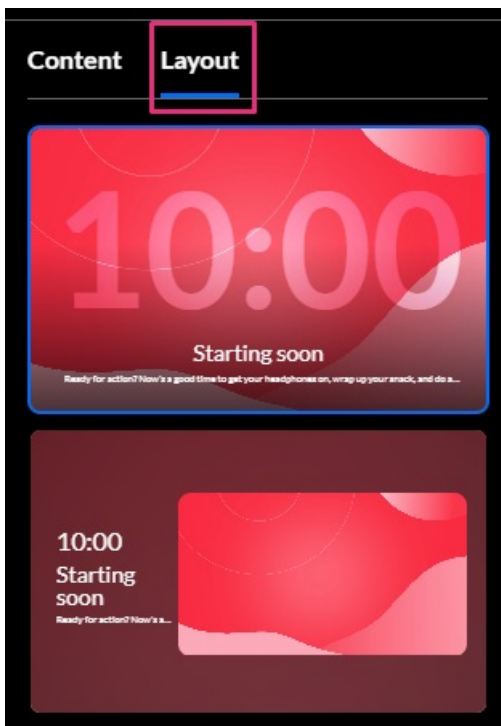 Content Layout
10:00
Starting soon
Ready for action? Now's a good time to get your headphones on, wrap up your snack, and do a...
10:00
Starting
soon
Ready for action? Now's a...